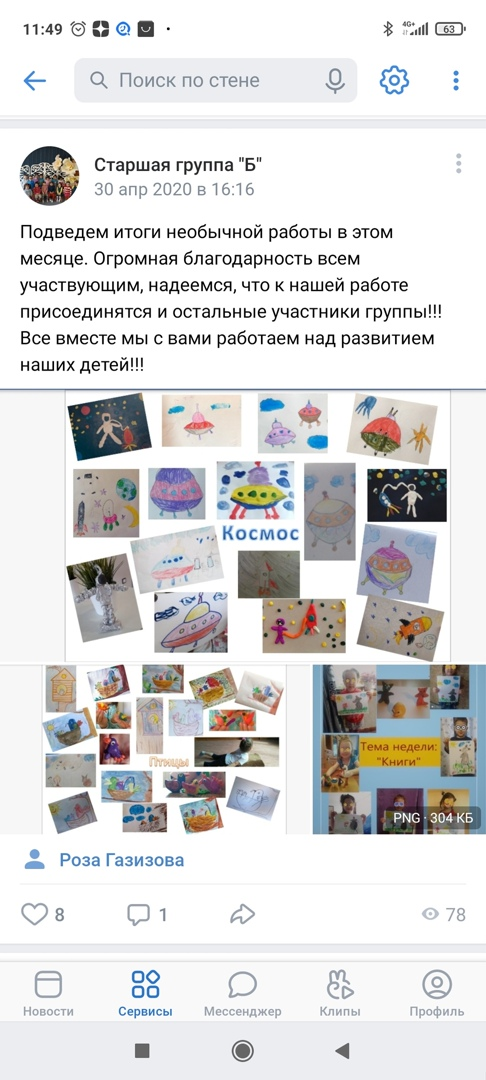 11:49
4G+
63
Поиск по стене
Старшая группа "Б"
30 апр 2020 в 16:16
Подведем итоги необычной работы в этом
месяце. Огромная благодарность всем
участвующим, надеемся, что к нашей работе
присоединятся и остальные участники группы!!!
Все вместе мы с вами работаем над развитием
наших детей!!!
Космос
Птицы
Тема недели:
"Книги"
PNG · 304 КБ
Роза Газизова
8
1
78
Новости
Сервисы
Мессенджер
Клипы
Профиль